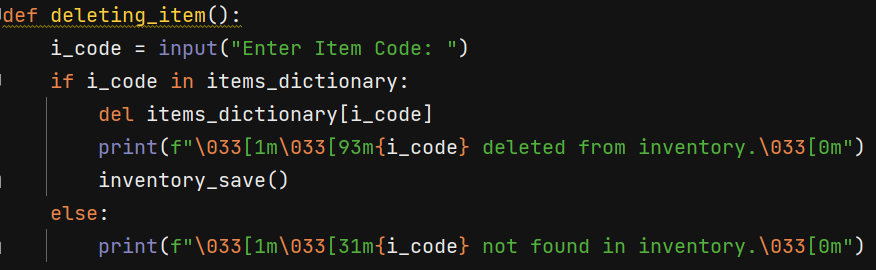 def deleting_item():
    i_code = input("Enter Item Code: ")
    if i_code in items_dictionary:
        del items_dictionary[i_code]
        print(f"\033[1m\033[93m{i_code} deleted from inventory.\033[0m")
        inventory_save()
    else:
        print(f"\033[1m\033[31m{i_code} not found in inventory.\033[0m")